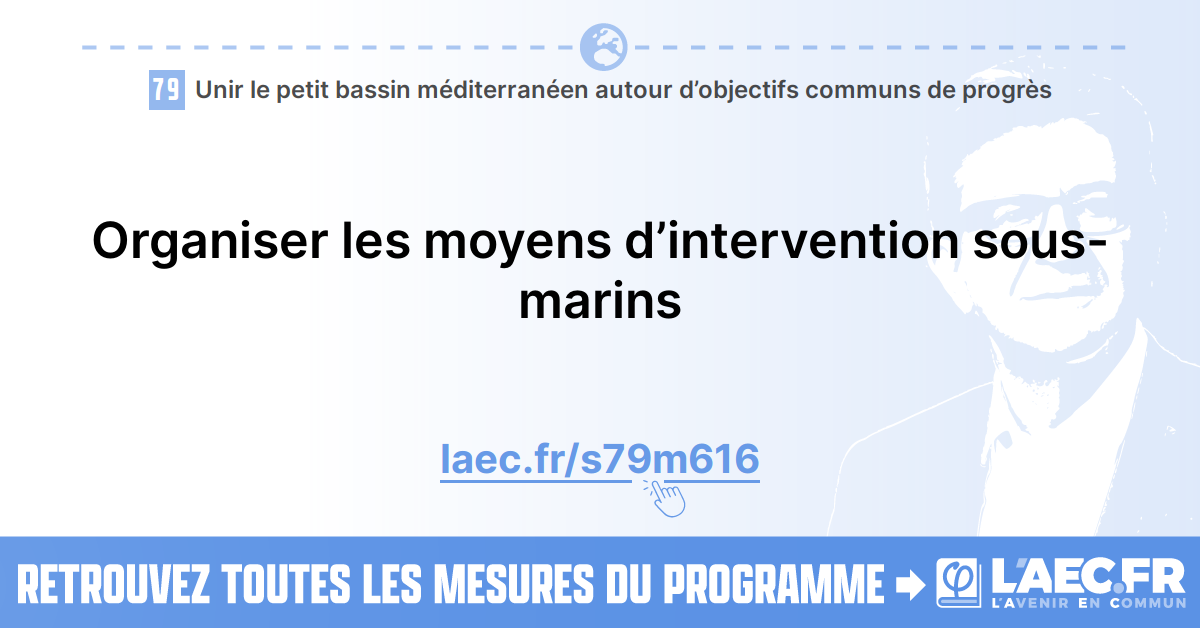 79 Unir le petit bassin méditerranéen autour d’objectifs communs de progrès
Organiser les moyens d’intervention sous-
marins
laec.fr/s79m616
RETROUVEZ TOUTES LES MESURES DU PROGRAMME
L'AEC.FR
L'AVENIR EN COMMUN